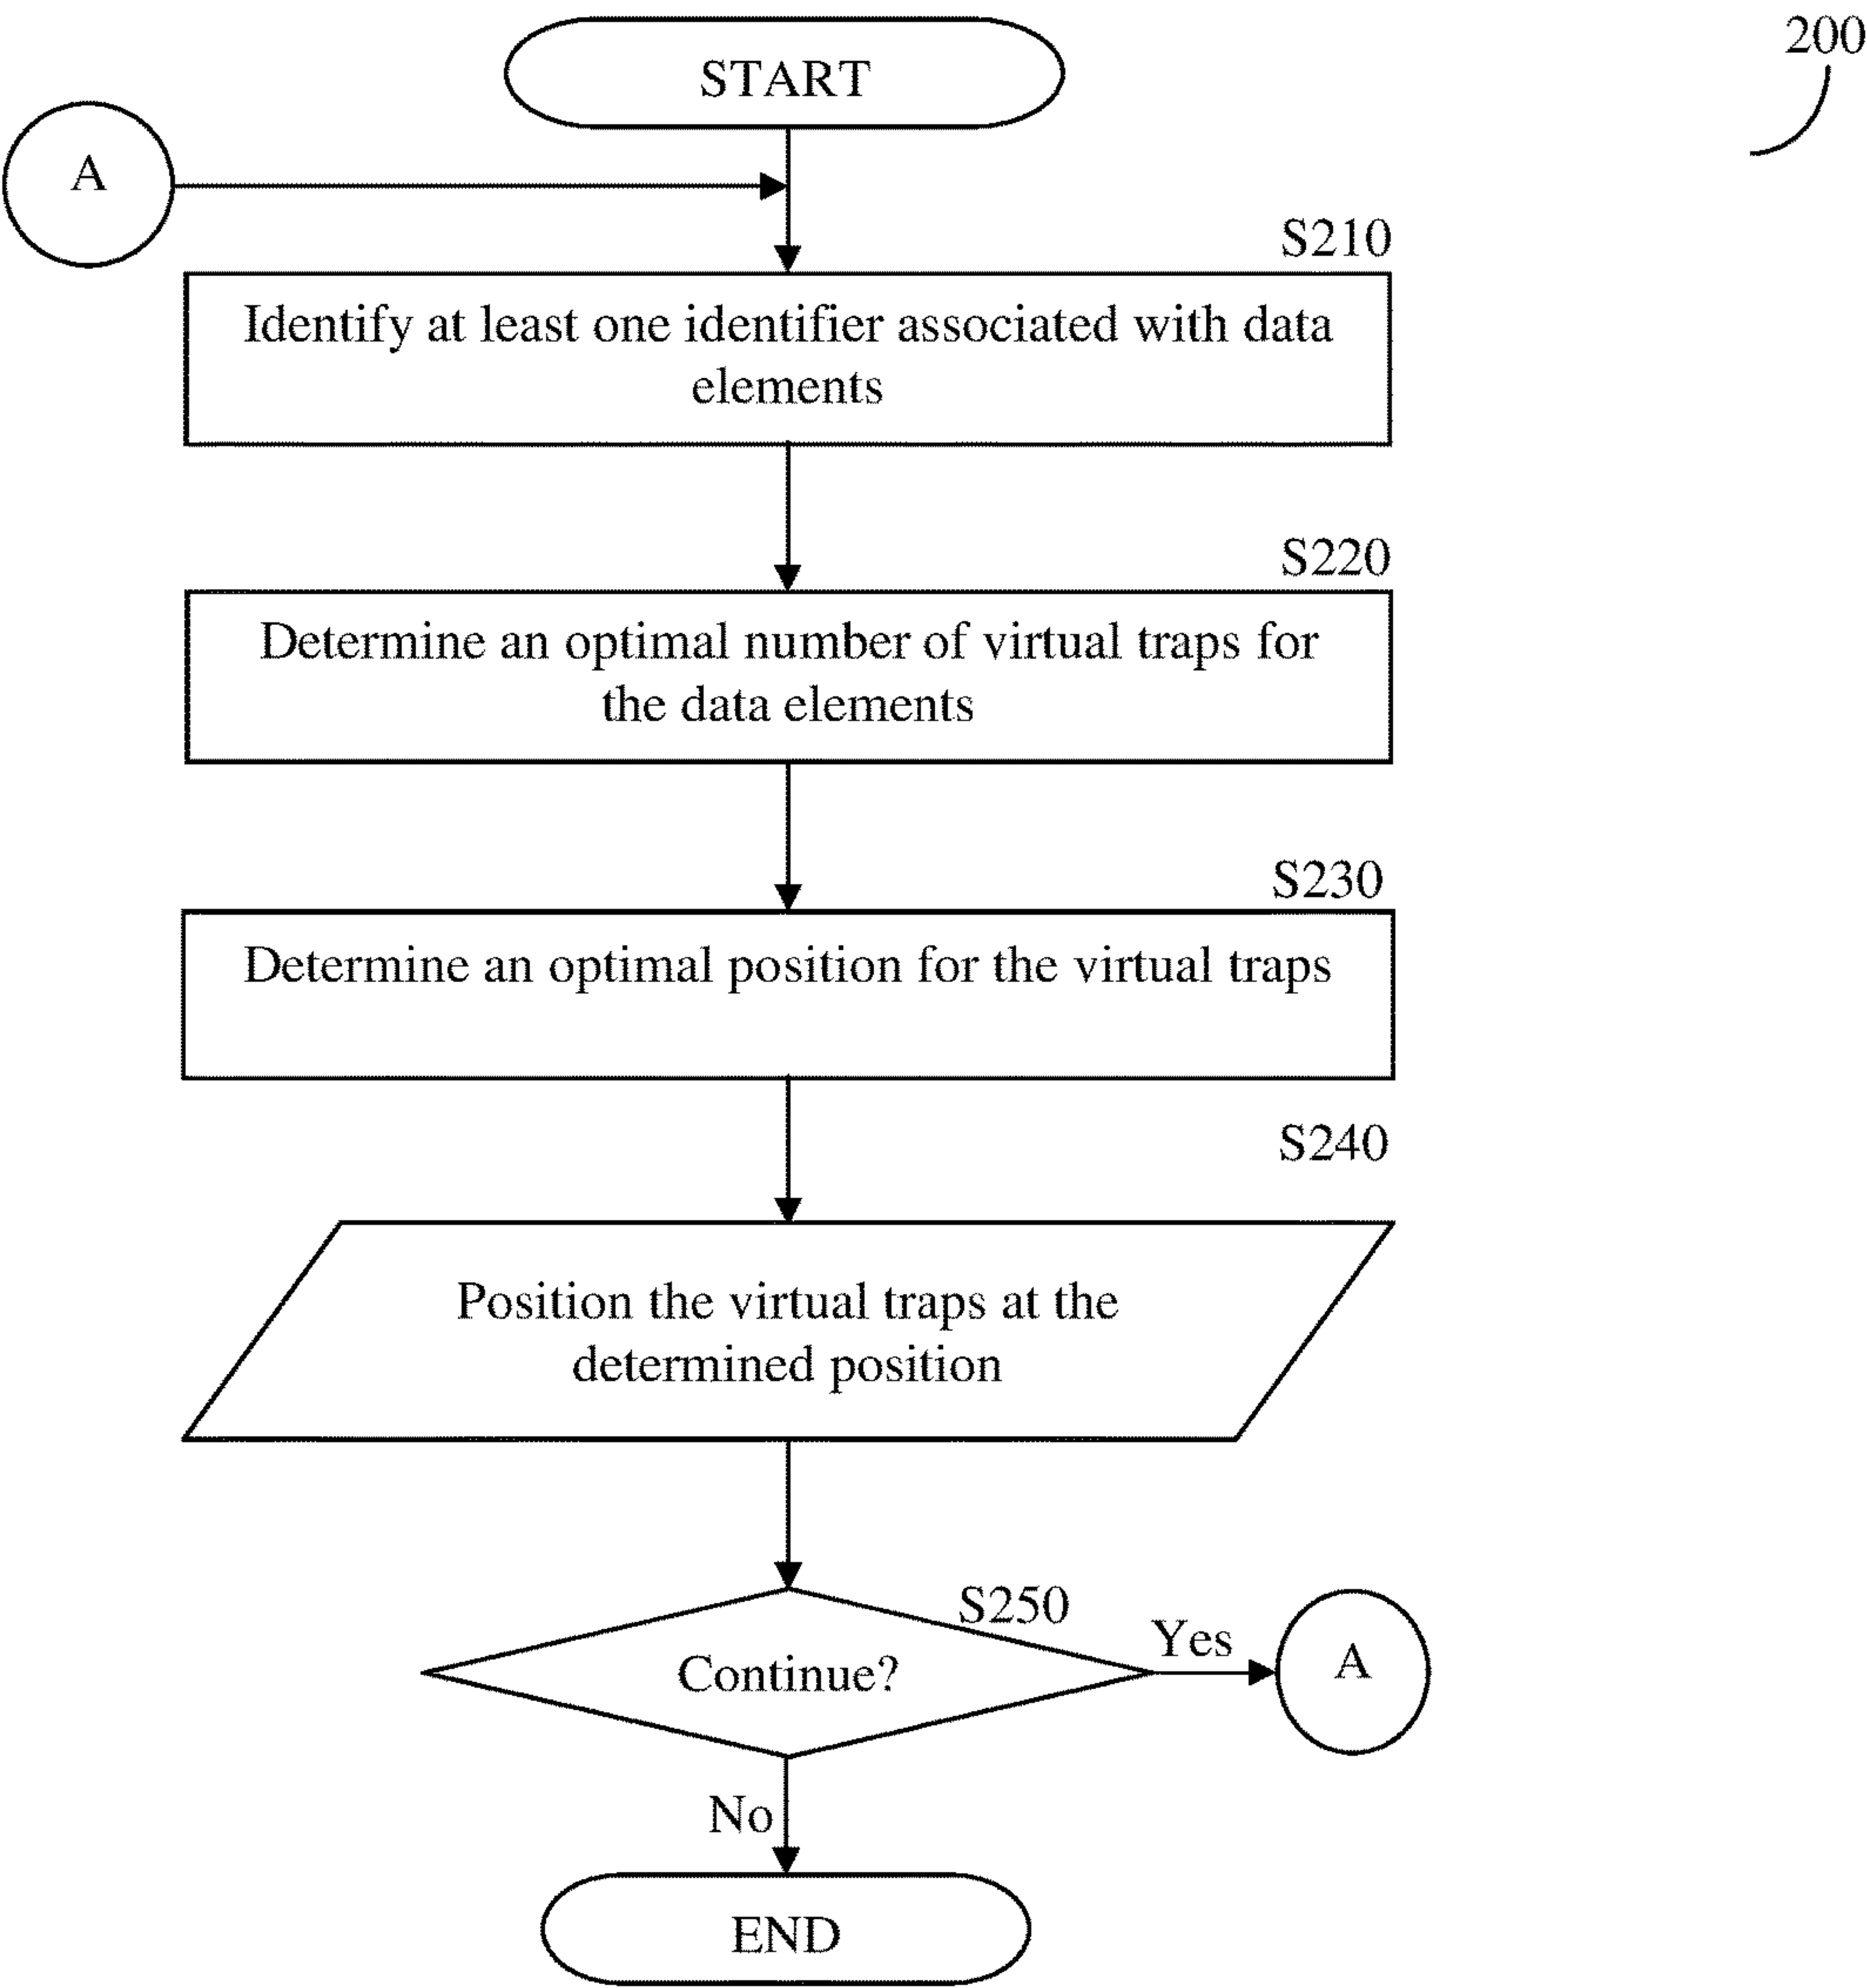 200
START
A
S210
Identify at least one identifier associated with data
elements
S220
Determine an optimal number of virtual traps for
the data elements
S230
Determine an optimal position for the virtual traps
S240
Position the virtual traps at the
determined position
S250
Continue?
Yes
A
No
END